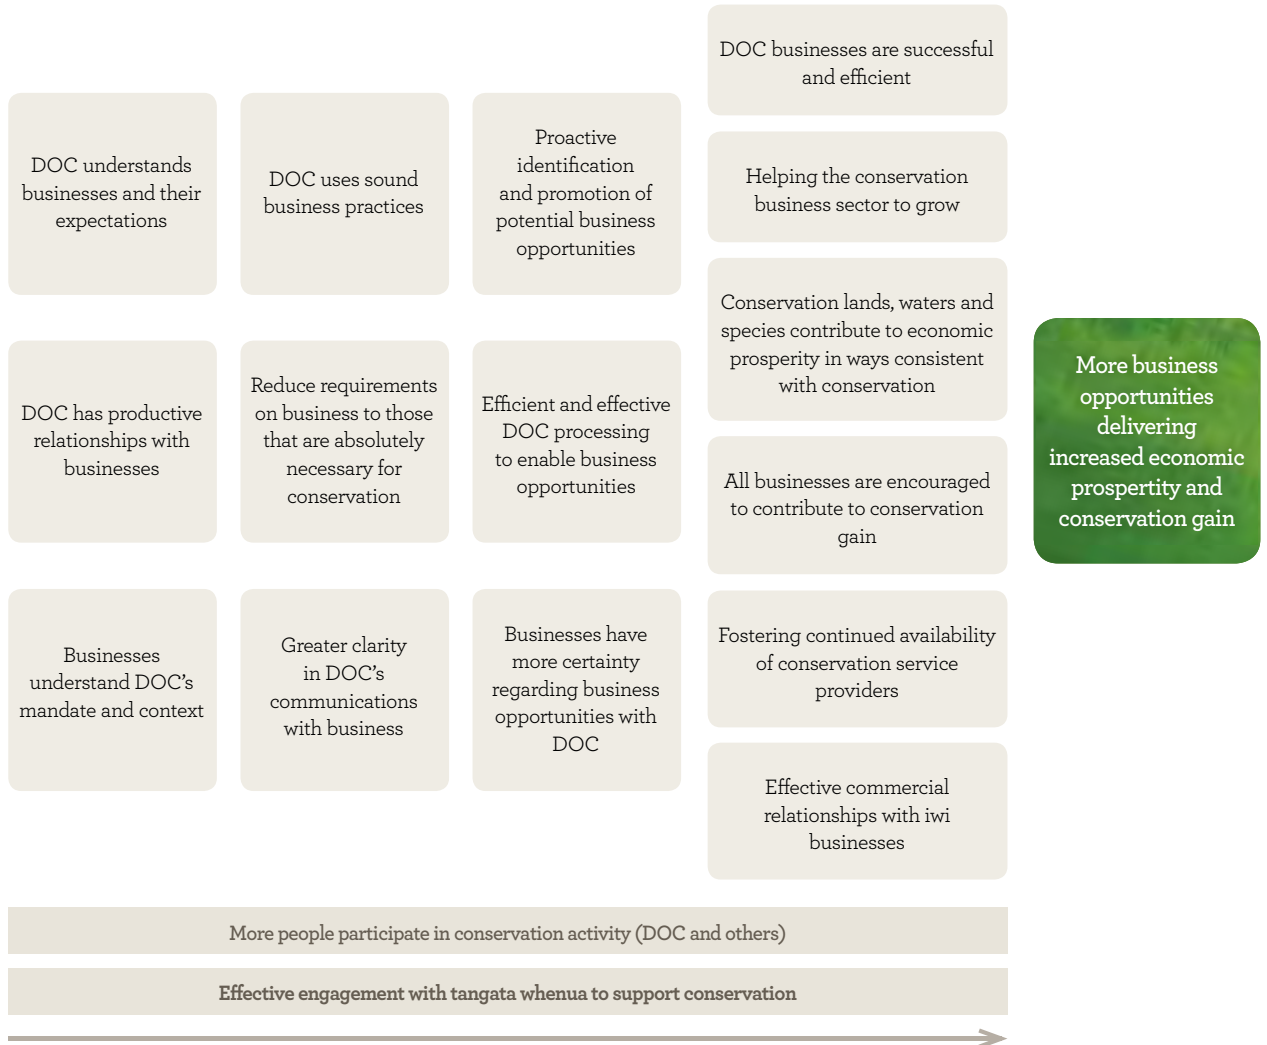 DOC understands
businesses and their
expectations
DOC has productive
relationships with
businesses
Businesses
understand DOC’s
mandate and context
DOC uses sound
business practices
Reduce requirements
on business to those
that are absolutely
necessary for
conservation
Greater clarity
in DOC’s
communications
with business
Proactive
identification
and promotion of
potential business
opportunities
Efficient and effective
DOC processing
to enable business
opportunities
Businesses have
more certainty
regarding business
opportunities with
DOC
DOC businesses are successful
and efficient
Helping the conservation
business sector to grow
Conservation lands, waters and
species contribute to economic
prosperity in ways consistent
with conservation
All businesses are encouraged
to contribute to conservation
gain
Fostering continued availability
of conservation service
providers
Effective commercial
relationships with iwi
businesses
More business
opportunities
delivering
increased economic
prospertity and
conservation gain
More people participate in conservation activity (DOC and others)
Effective engagement with tangata whenua to support conservation